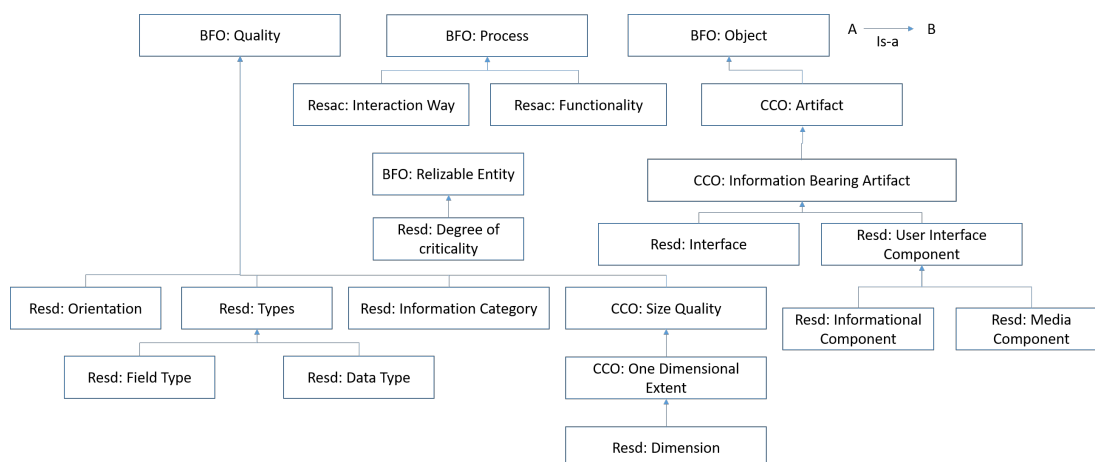 BFO: Quality
BFO: Process
BFO: Object
A
B
Is-a
Resac: Interaction Way
Resac: Functionality
CCO: Artifact
BFO: Relizable Entity
CCO: Information Bearing Artifact
Resd: Degree of
criticality
Resd: Interface
Resd: User Interface
Component
Resd: Orientation
Resd: Types
Resd: Information Category
CCO: Size Quality
Resd: Informational
Component
Resd: Media
Component
Resd: Field Type
Resd: Data Type
CCO: One Dimensional
Extent
Resd: Dimension